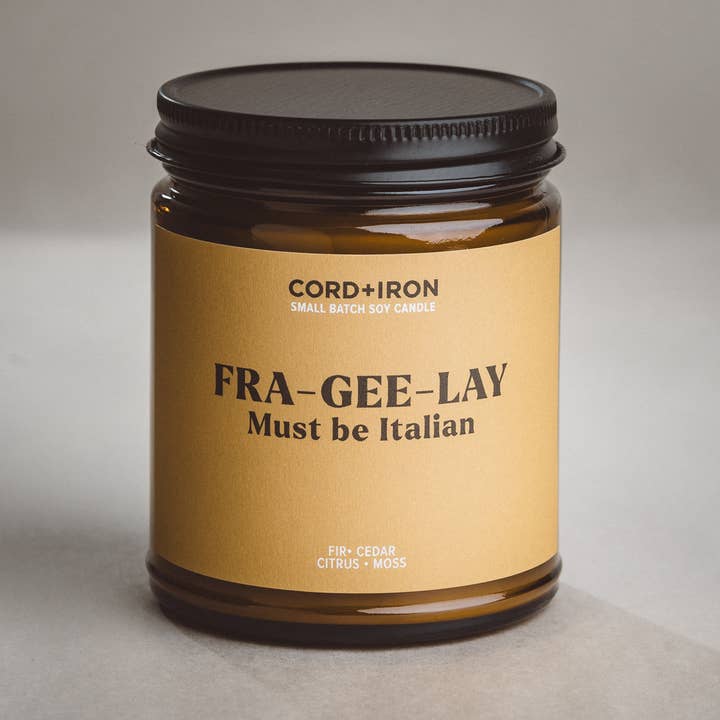 CORD+IRON
SMALL BATCH SOY CANDLE
FRA-GEE-LAY
Must be Italian
FIR• CEDAR
CITRUS • MOSS